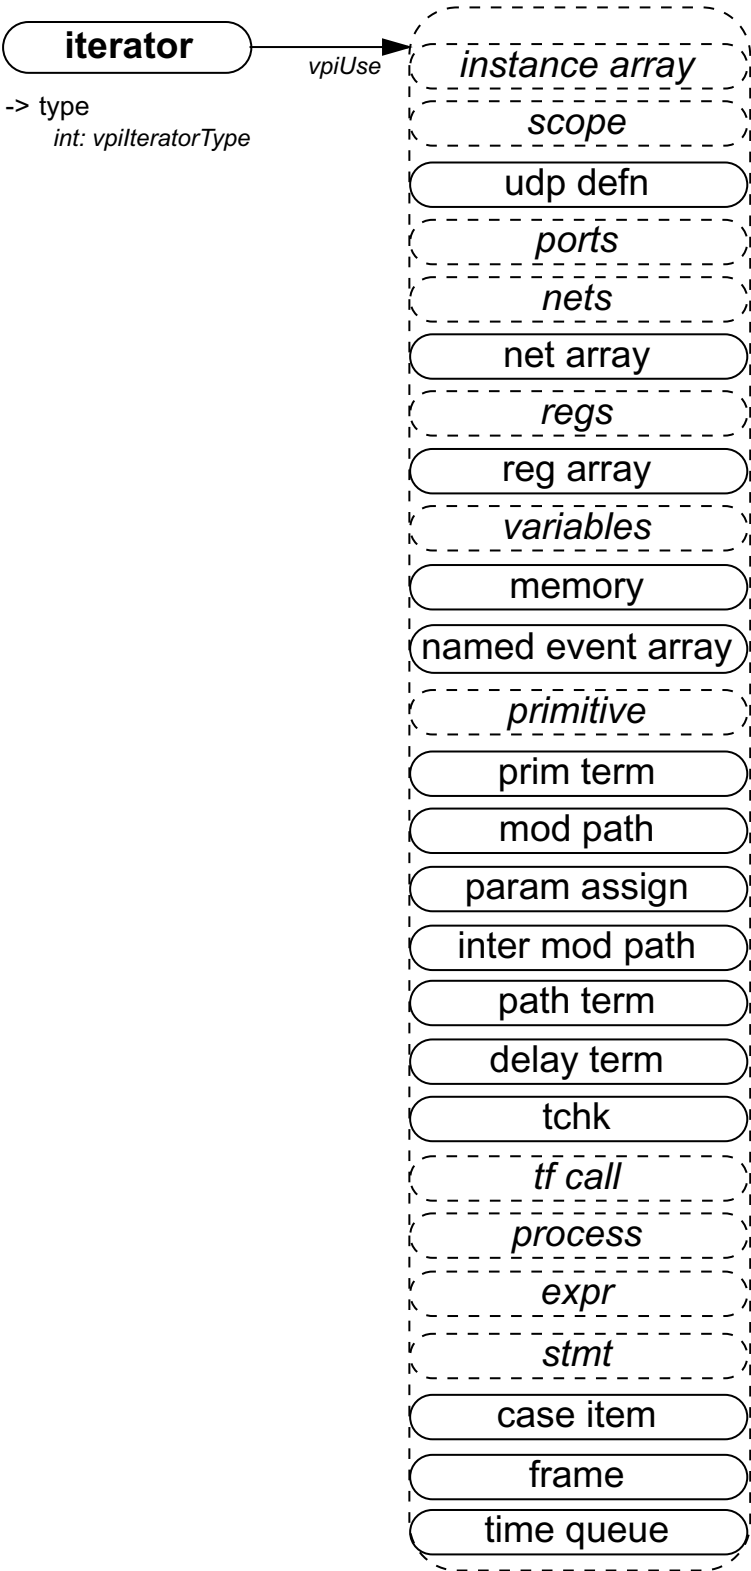 iterator
vpiUse
-> type
int: vpiIteratorType
instance array
scope
udp defn
ports
nets
net array
regs
reg array
variables
memory
named event array
primitive
prim term
mod path
param assign
inter mod path
path term
delay term
tchk
tf call
process
expr
stmt
case item
frame
time queue